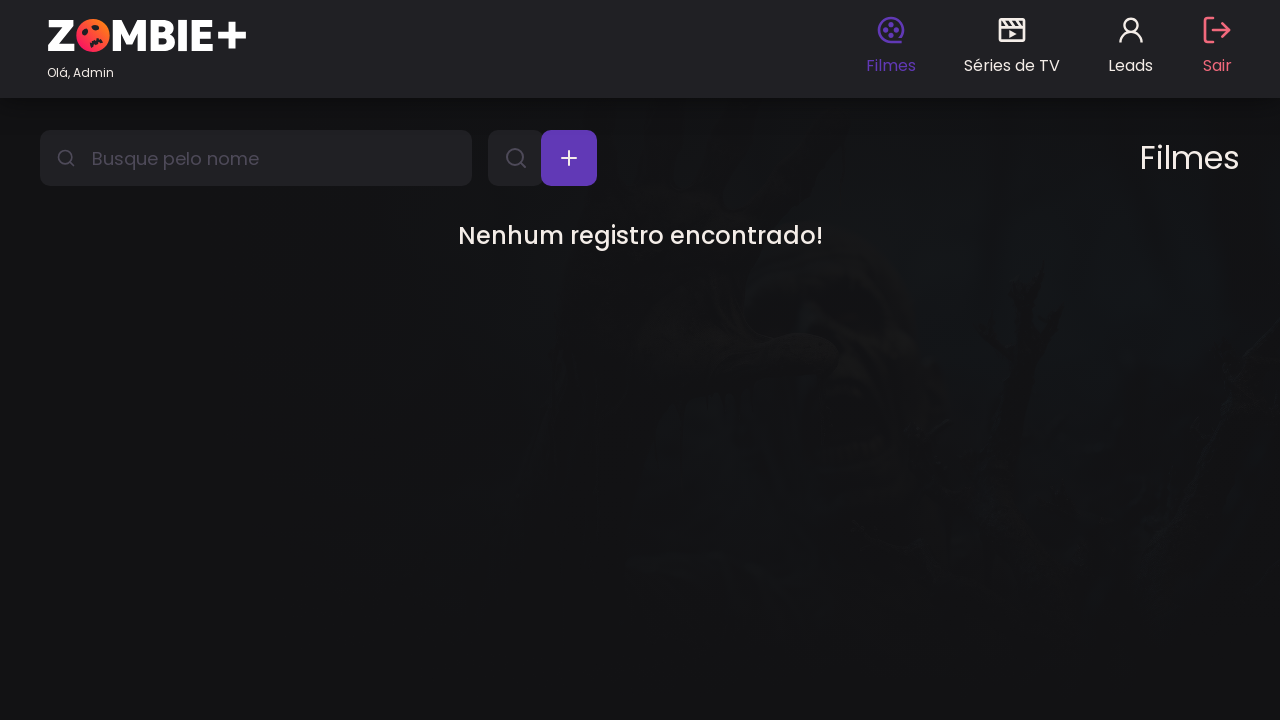 ZOMBIE+
Olá, Admin
Filmes
Séries de TV
Leads
Sair
Busque pelo nome
Filmes
Nenhum registro encontrado!